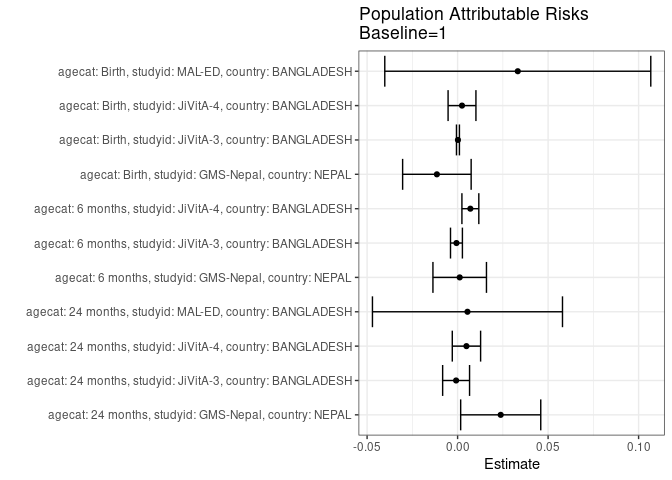 Population Attributable Risks
Baseline=1
agecat: Birth, studyid: MAL-ED, country: BANGLADESH
agecat: Birth, studyid: JiVitA-4, country: BANGLADESH
agecat: Birth, studyid: JiVitA-3, country: BANGLADESH
agecat: Birth, studyid: GMS-Nepal, country: NEPAL
agecat: 6 months, studyid: JiVitA-4, country: BANGLADESH
agecat: 6 months, studyid: JiVitA-3, country: BANGLADESH
agecat: 6 months, studyid: GMS-Nepal, country: NEPAL
agecat: 24 months, studyid: MAL-ED, country: BANGLADESH
agecat: 24 months, studyid: JiVitA-4, country: BANGLADESH
agecat: 24 months, studyid: JiVitA-3, country: BANGLADESH
agecat: 24 months, studyid: GMS-Nepal, country: NEPAL
-0.05 0.00 0.05 0.10
Estimate